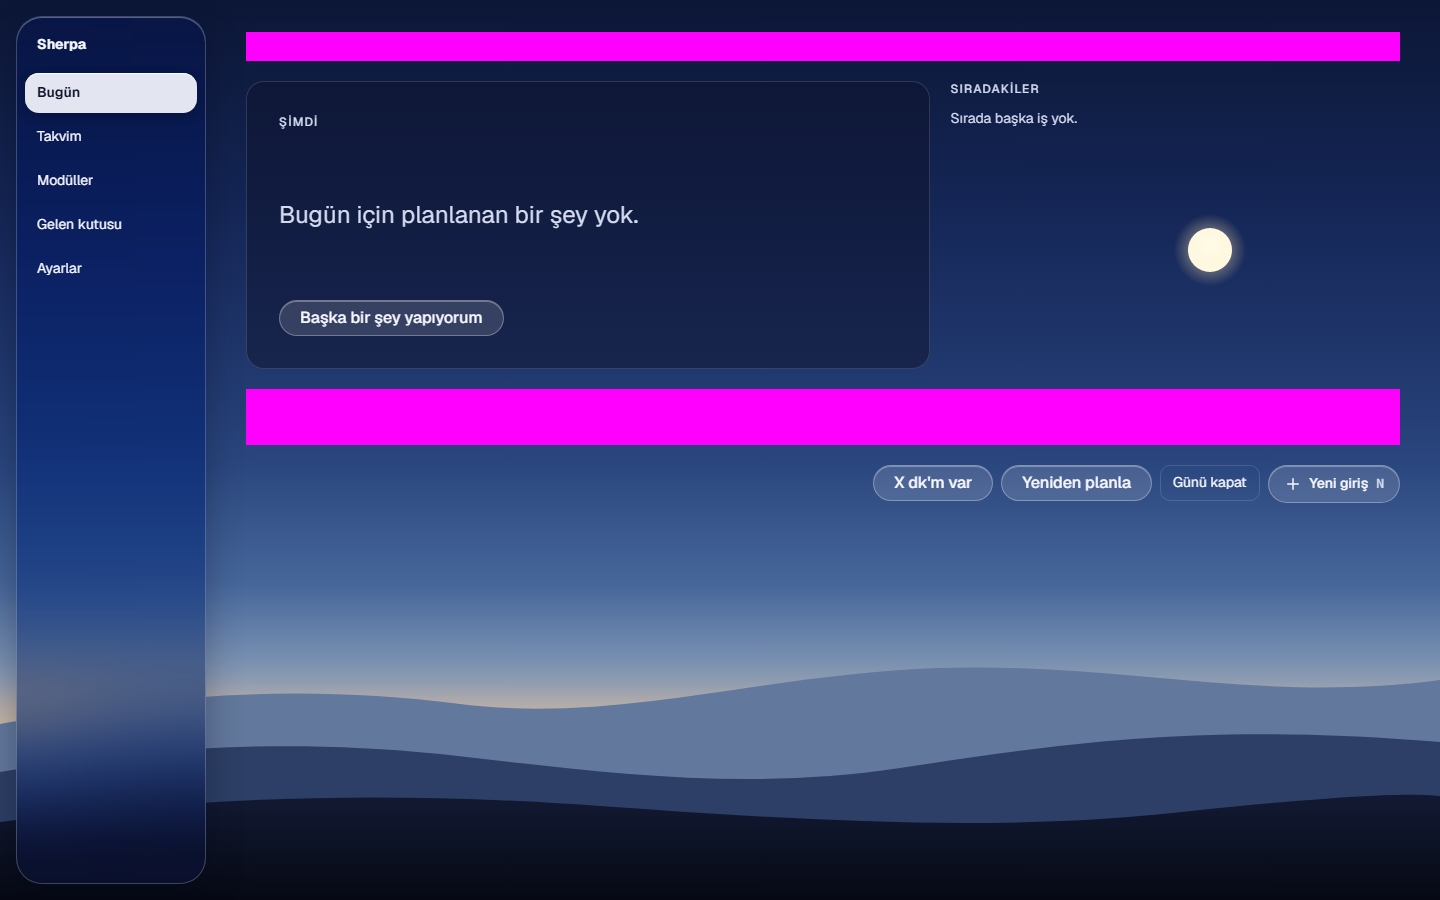 Sherpa
Bugün
Takvim
Modüller
Gelen kutusu
Ayarlar
ŞİMDİ
Bugün için planlanan bir şey yok.
Başka bir şey yapıyorum
SIRADAKİLER
Sırada başka iş yok.
X dk'm var
Yeniden planla
Günü kapat
Yeni giriş N